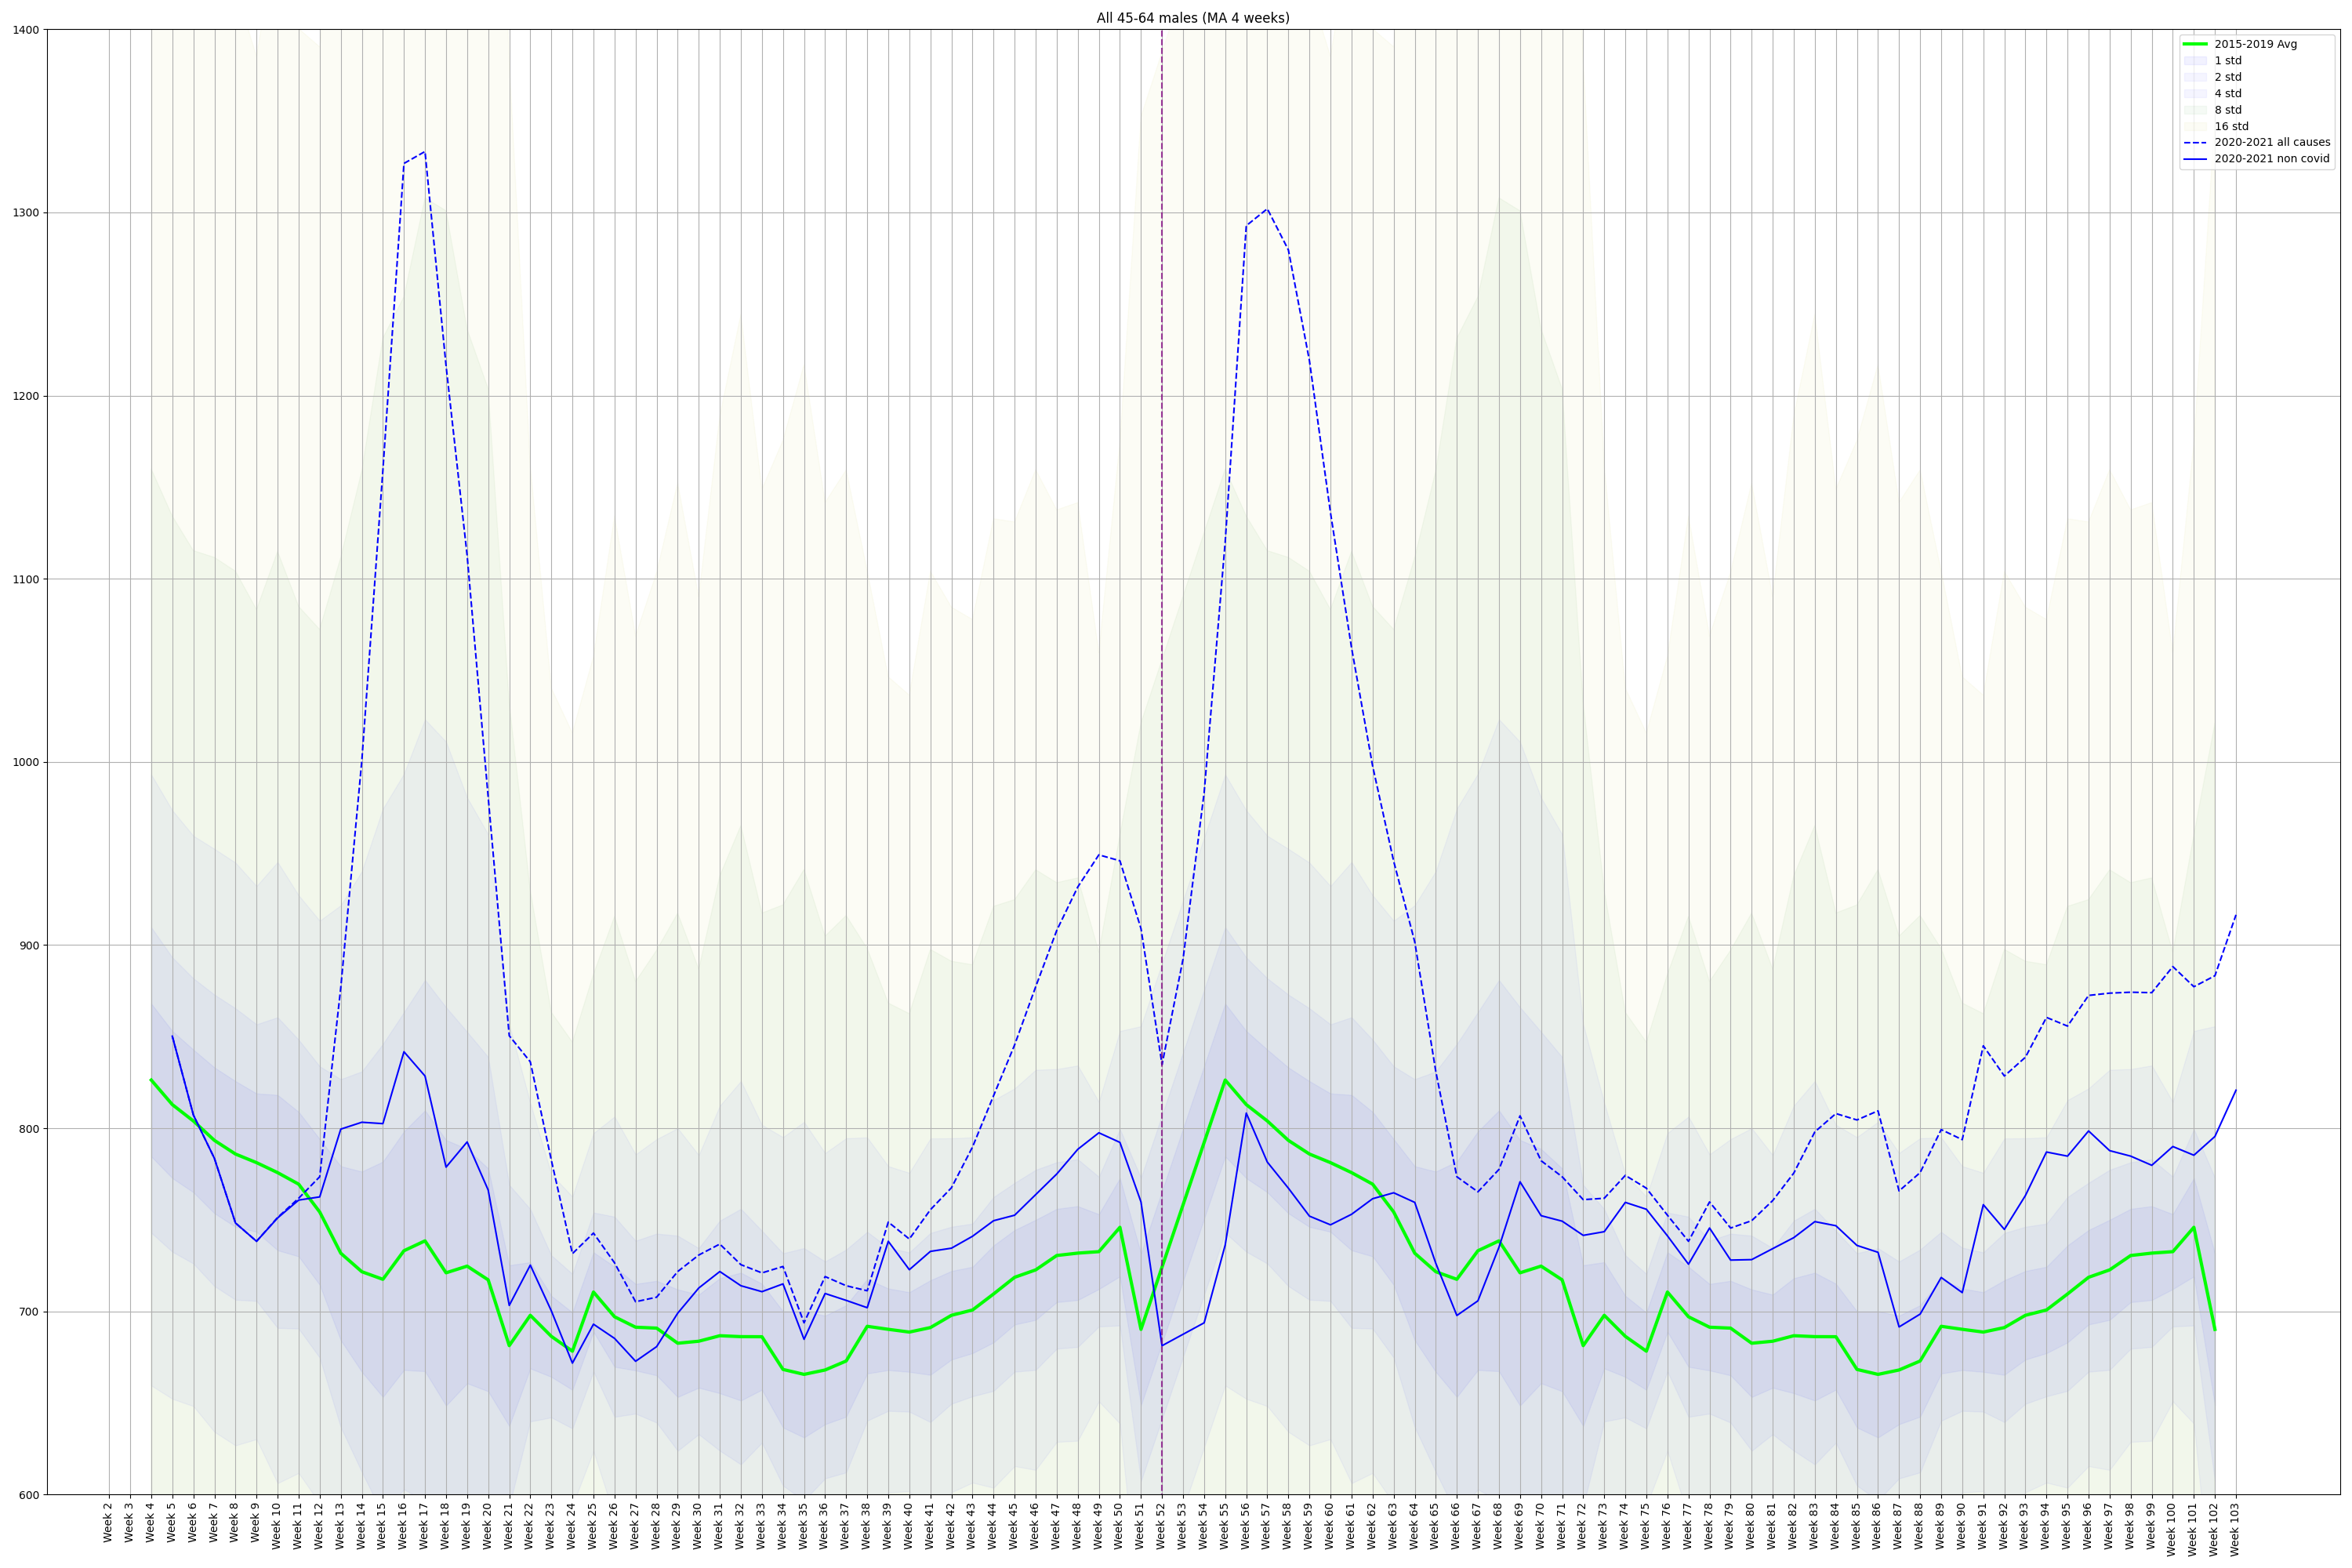 All 45-64 males (MA 4 weeks)
1400
1300
1200
1100
1000
900
800
700
600
2015-2019 Avg
1 std
2 std
4 std
8 std
16 std
2020-2021 all causes
2020-2021 non covid
Week 2
Week 3
Week 4
Week 5
Week 6
Week 7
Week 8
Week 9
Week 10
Week 11
Week 12
Week 13
Week 14
Week 15
Week 16
Week 17
Week 18
Week 19
Week 20
Week 21
Week 22
Week 23
Week 24
Week 25
Week 26
Week 27
Week 28
Week 29
Week 30
Week 31
Week 32
Week 33
Week 34
Week 35
Week 36
Week 37
Week 38
Week 39
Week 40
Week 41
Week 42
Week 43
Week 44
Week 45
Week 46
Week 47
Week 48
Week 49
Week 50
Week 51
Week 52
Week 53
Week 54
Week 55
Week 56
Week 57
Week 58
Week 59
Week 60
Week 61
Week 62
Week 63
Week 64
Week 65
Week 66
Week 67
Week 68
Week 69
Week 70
Week 71
Week 72
Week 73
Week 74
Week 75
Week 76
Week 77
Week 78
Week 79
Week 80
Week 81
Week 82
Week 83
Week 84
Week 85
Week 86
Week 87
Week 88
Week 89
Week 90
Week 91
Week 92
Week 93
Week 94
Week 95
Week 96
Week 97
Week 98
Week 99
Week 100
Week 101
Week 102
Week 103